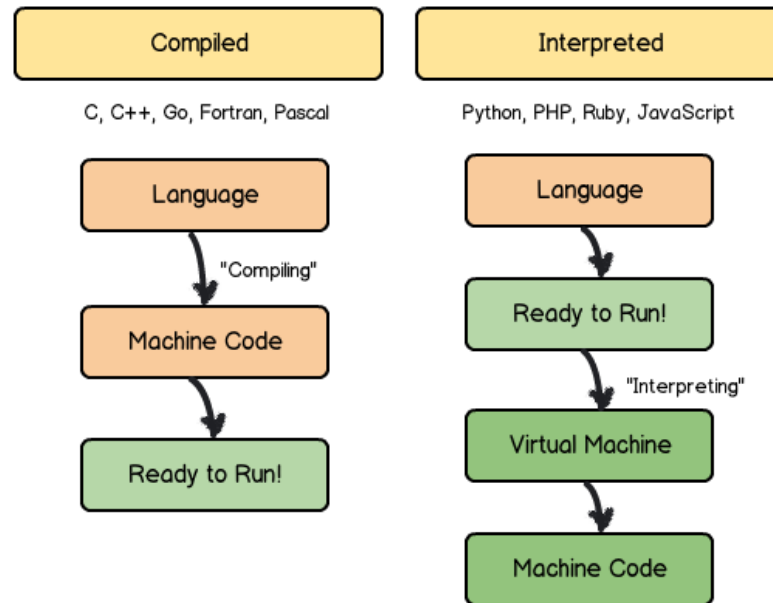 Compiled
C, C++, Go, Fortran, Pascal
Language
"Compiling"
Machine Code
Ready to Run!
Interpreted
Python, PHP, Ruby, JavaScript
Language
Ready to Run!
"Interpreting"
Virtual Machine
Machine Code